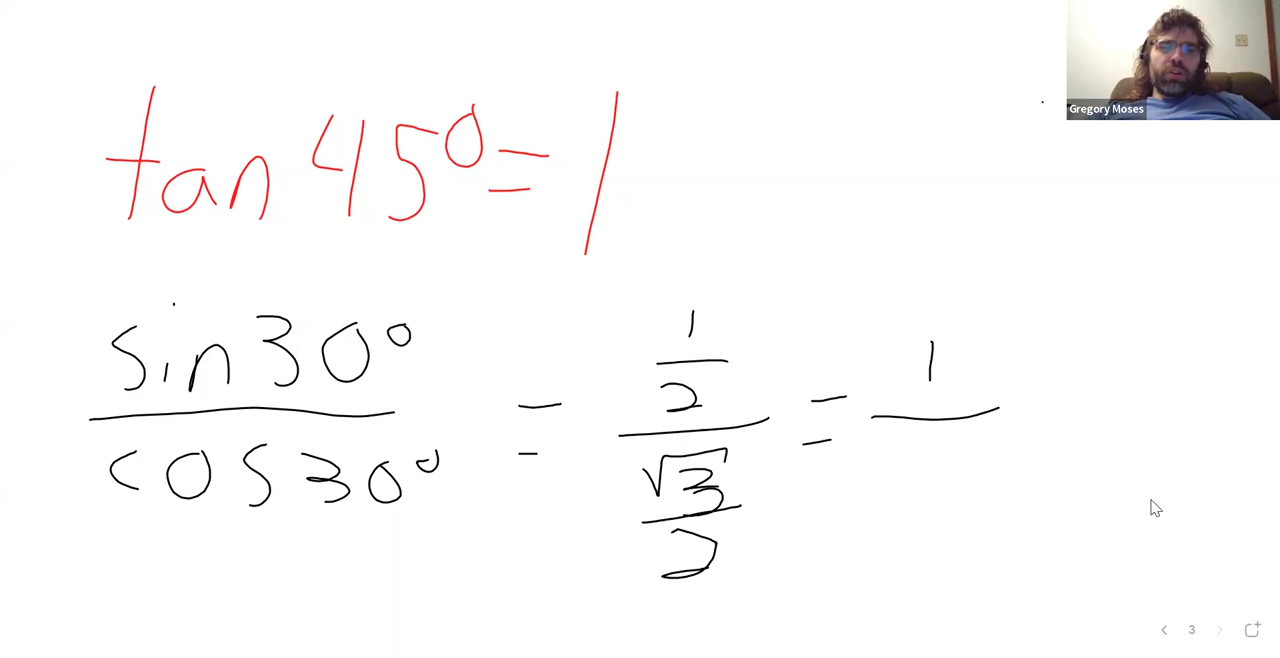 Gregory Moses
tan 45° = 1
sin 30° / cos 30° = (1/2) / (√3/2) = 1/
3